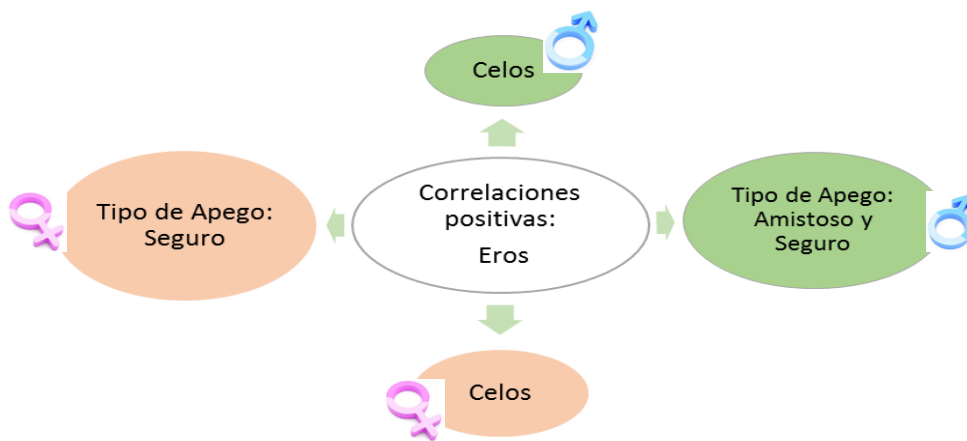 Celos
Tipo de Apego:
Seguro
Correlaciones
positivas:
Eros
Tipo de Apego:
Amistoso y
Seguro
Celos